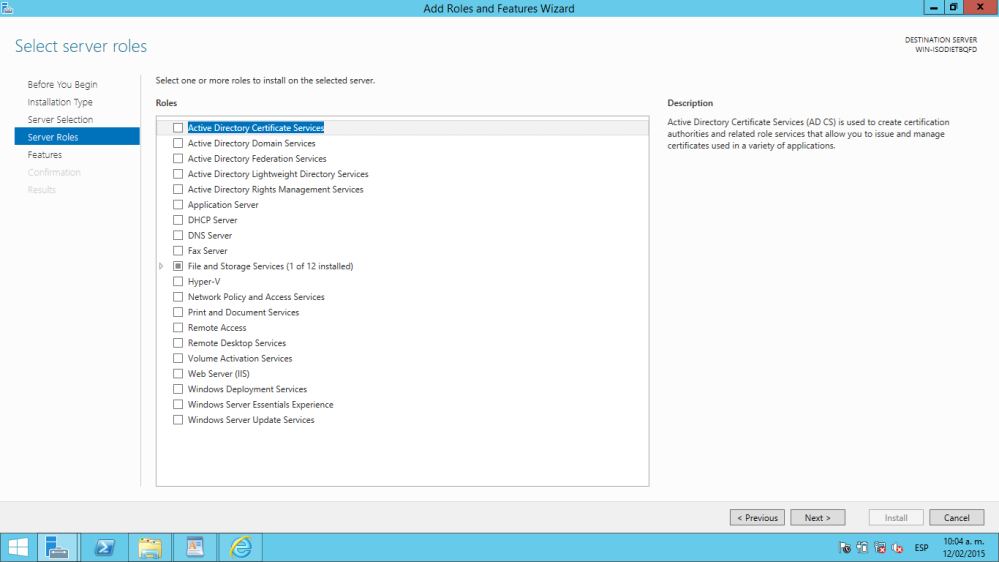 Add Roles and Features Wizard
Select server roles
DESTINATION SERVER
WIN-ISODIETBQFD
Before You Begin
Installation Type
Server Selection
Server Roles
Features
Confirmation
Results
Select one or more roles to install on the selected server.
Roles
Active Directory Certificate Services
Active Directory Domain Services
Active Directory Federation Services
Active Directory Lightweight Directory Services
Active Directory Rights Management Services
Application Server
DHCP Server
DNS Server
Fax Server
File and Storage Services (1 of 12 installed)
Hyper-V
Network Policy and Access Services
Print and Document Services
Remote Access
Remote Desktop Services
Volume Activation Services
Web Server (IIS)
Windows Deployment Services
Windows Server Essentials Experience
Windows Server Update Services
Description
Active Directory Certificate Services (AD CS) is used to create certification
authorities and related role services that allow you to issue and manage
certificates used in a variety of applications.
< Previous
Next >
Install
Cancel
ESP
10:04 a. m.
12/02/2015